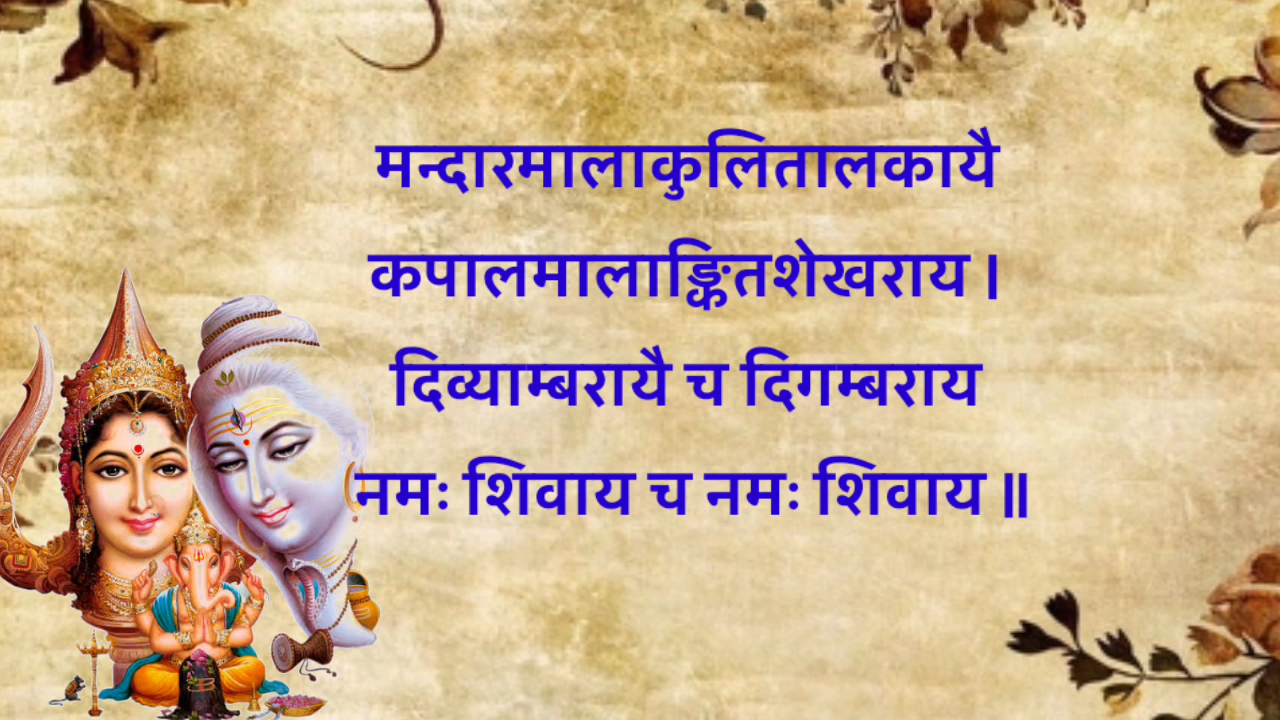 मन्दारमालाकुलितालकायै
कपालमालाङ्कितशेखराय ।
दिव्याम्बरायै च दिगम्बराय
नमः शिवाय च नमः शिवाय ॥